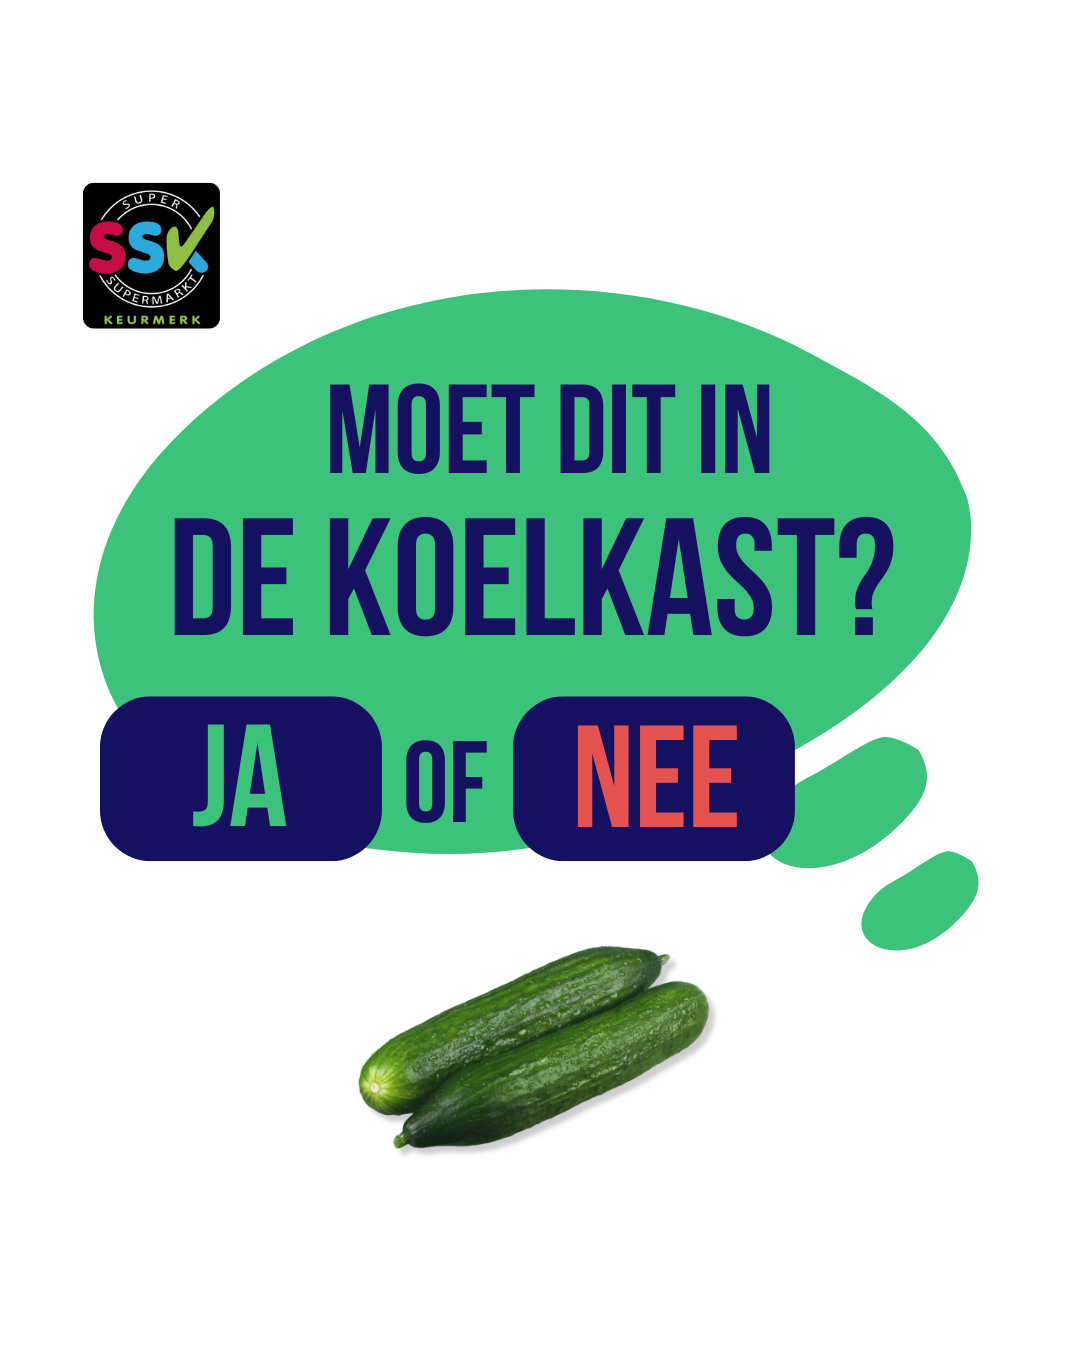 SUPER
SSK
SUPERMARKT
KEURMERK
MOET DIT IN
DE KOELKAST?
JA OF NEE